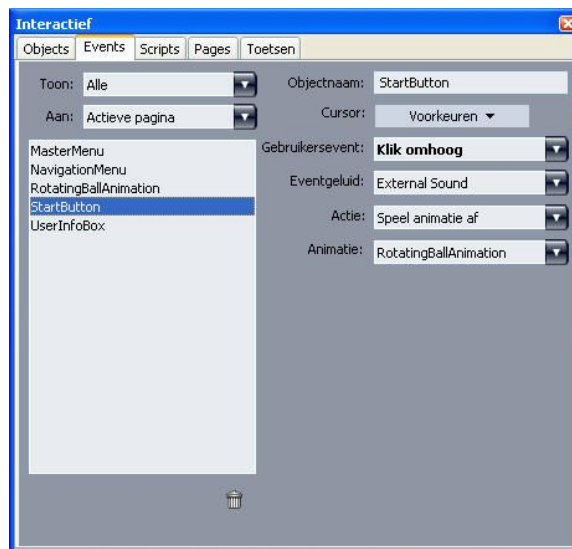 Interactief
Objects Events Scripts Pages Toetsen
Toon: Alle
Aan: Actieve pagina
MasterMenu
NavigationMenu
RotatingBallAnimation
StartButton
UserInfoBox
Objectnaam: StartButton
Cursor: Voorkeuren
Gebruikersevent: Klik omhoog
Eventgeluid: External Sound
Actie: Speel animatie af
Animatie: RotatingBallAnimation